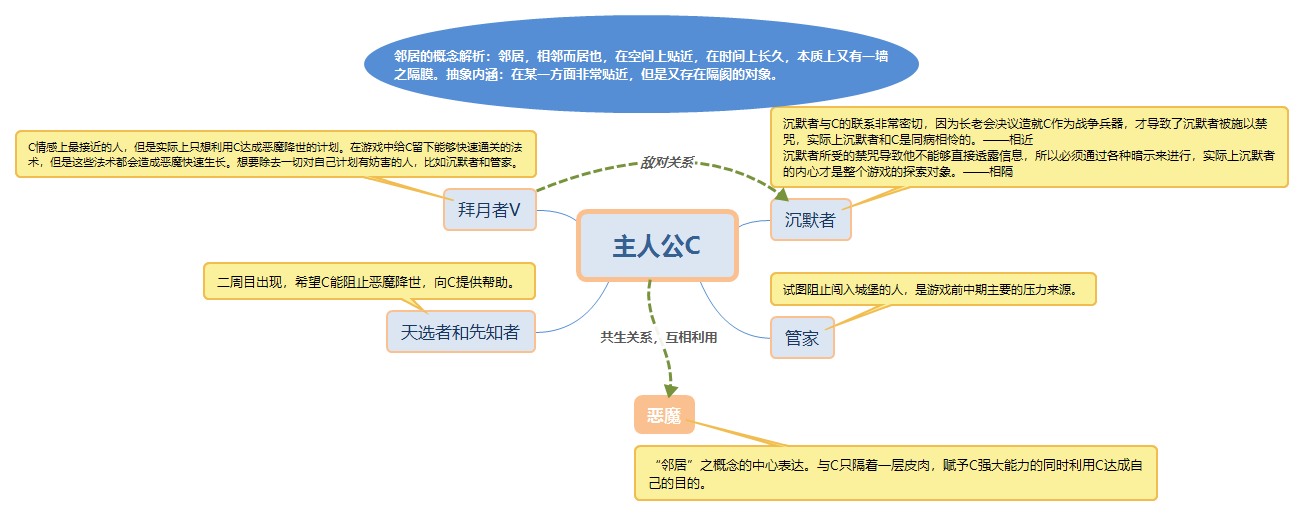 邻居的概念解析：邻居，相邻而居也，在空间上贴近，在时间上长久，本质上又有一墙
之隔膜。抽象内涵：在某一方面非常贴近，但是又存在隔阂的对象。
C情感上最接近的人，但是实际上只想利用C达成恶魔降世的计划。在游戏中给C留下能够快速通关的法
术，但是这些法术都会造成恶魔快速生长。想要除去一切对自己计划有妨害的人，比如沉默者和管家。
拜月者V
敌对关系
沉默者与C的联系非常密切，因为长老会决议造就C作为战争兵器，才导致了沉默者被施以禁
咒，实际上沉默者和C是同病相怜的。——相近
沉默者所受的禁咒导致他不能够直接透露信息，所以必须通过各种暗示来进行，实际上沉默者
的内心才是整个游戏的探索对象。——相隔
沉默者
主人公C
二周目出现，希望C能阻止恶魔降世，向C提供帮助。
天选者和先知者
试图阻止闯入城堡的人，是游戏前中期主要的压力来源。
管家
共生关系，互相利用
恶魔
“邻居”之概念的中心表达。与C只隔着一层皮肉，赋予C强大能力的同时利用C达成自
己的目的。